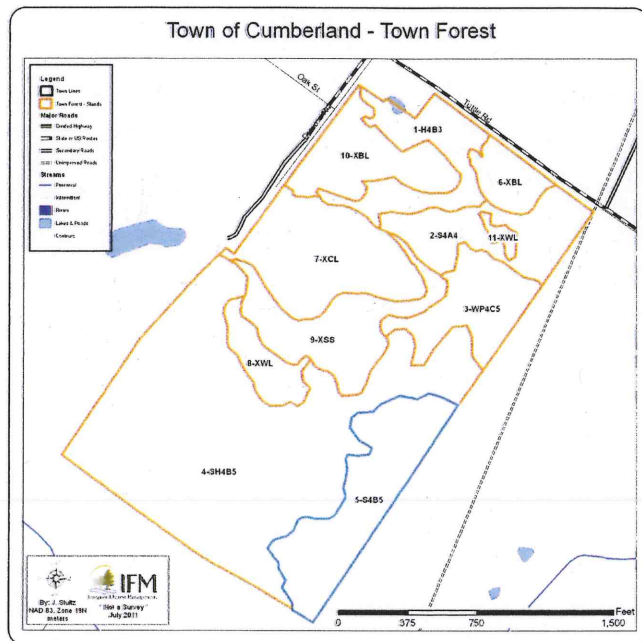 Town of Cumberland - Town Forest
Legend
Town Lines
Town Forest - Stands
Major Roads
Divided Highway
State or US Routes
Secondary Roads
Unimproved Roads
Streams
Perennial
Intermittent
Rivers
Lakes & Ponds
Contours
Oak St
Tuttle Rd
1-H4B3
10-XBL
6-XBL
2-S4A4
11-XWL
7-XCL
3-WP4C5
9-XSS
8-XWL
4-SH4B5
5-S4B5
IFM
By: J. Stultz
NAD 83, Zone 19N
meters
"Not a Survey"
July 2011
Feet
0 375 750 1,500